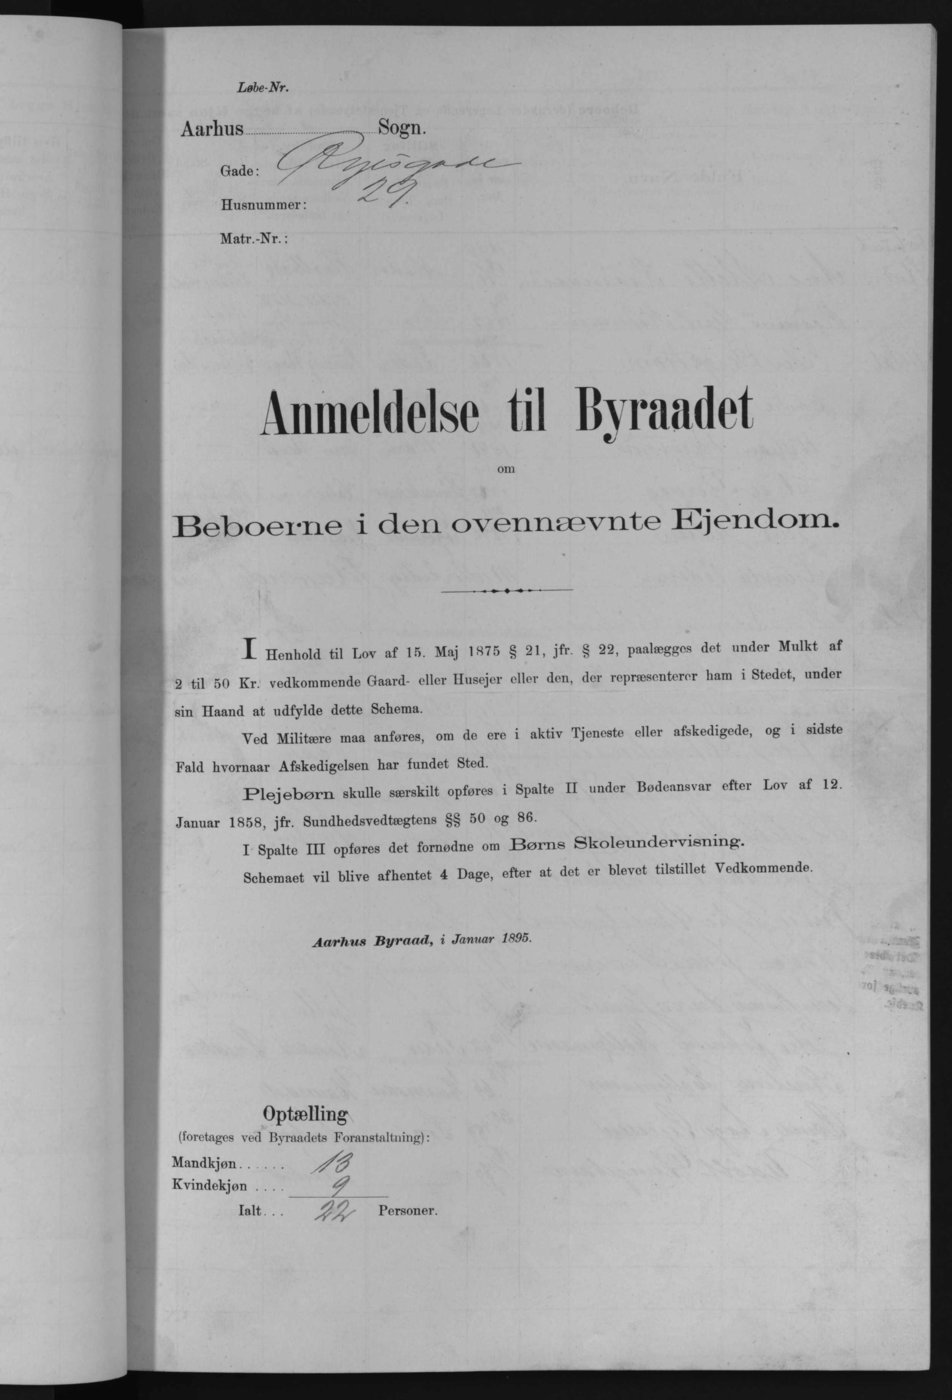 Løbe-Nr.
Aarhus Sogn.
Gade: Ryesgade
Husnummer: 29.
Matr.-Nr.:
Anmeldelse til Byraadet
om
Beboerne i den ovennævnte Ejendom.
I Henhold til Lov af 15. Maj 1875 § 21, jfr. § 22, paalægges det under Mulkt af
2 til 50 Kr. vedkommende Gaard- eller Husejer eller den, der repræsenterer ham i Stedet, under
sin Haand at udfylde dette Schema.
Ved Militære maa anføres, om de ere i aktiv Tjeneste eller afskedigede, og i sidste
Fald hvornaar Afskedigelsen har fundet Sted.
Plejebørn skulle særskilt opføres i Spalte II under Bødeansvar efter Lov af 12.
Januar 1858, jfr. Sundhedsvedtægtens §§ 50 og 86.
I Spalte III opføres det fornødne om Børns Skoleundervisning.
Schemaet vil blive afhentet 4 Dage, efter at det er blevet tilstillet Vedkommende.
Aarhus Byraad, i Januar 1895.
Optælling
(foretages ved Byraadets Foranstaltning):
Mandkjøn...... 13
Kvindekjøn .... 9
Ialt... 22 Personer.